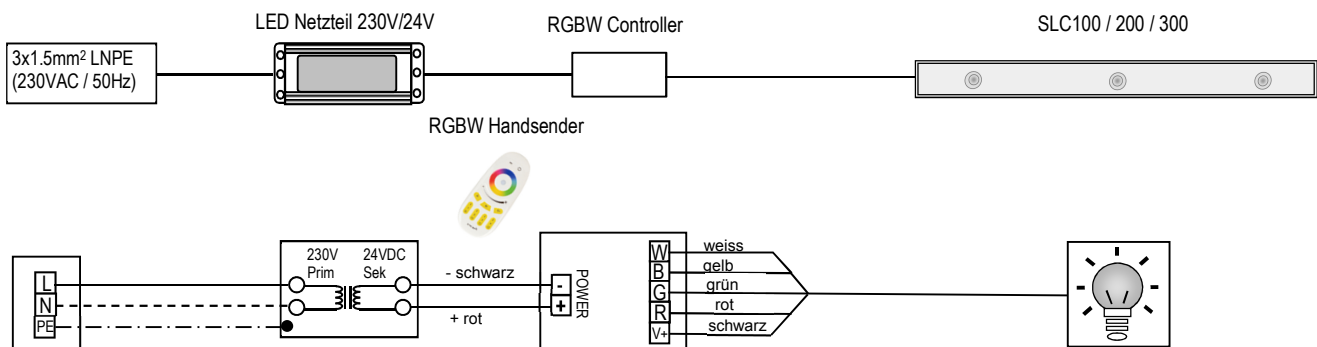 LED Netzteil 230V/24V
RGBW Controller
SLC100 / 200 / 300
3x1.5mm² LNPE
(230VAC / 50Hz)
RGBW Handsender
L
N
PE
230V
Prim
24VDC
Sek
- schwarz
+ rot
-
+
POWER
W
B
G
R
V+
weiss
gelb
grün
rot
schwarz